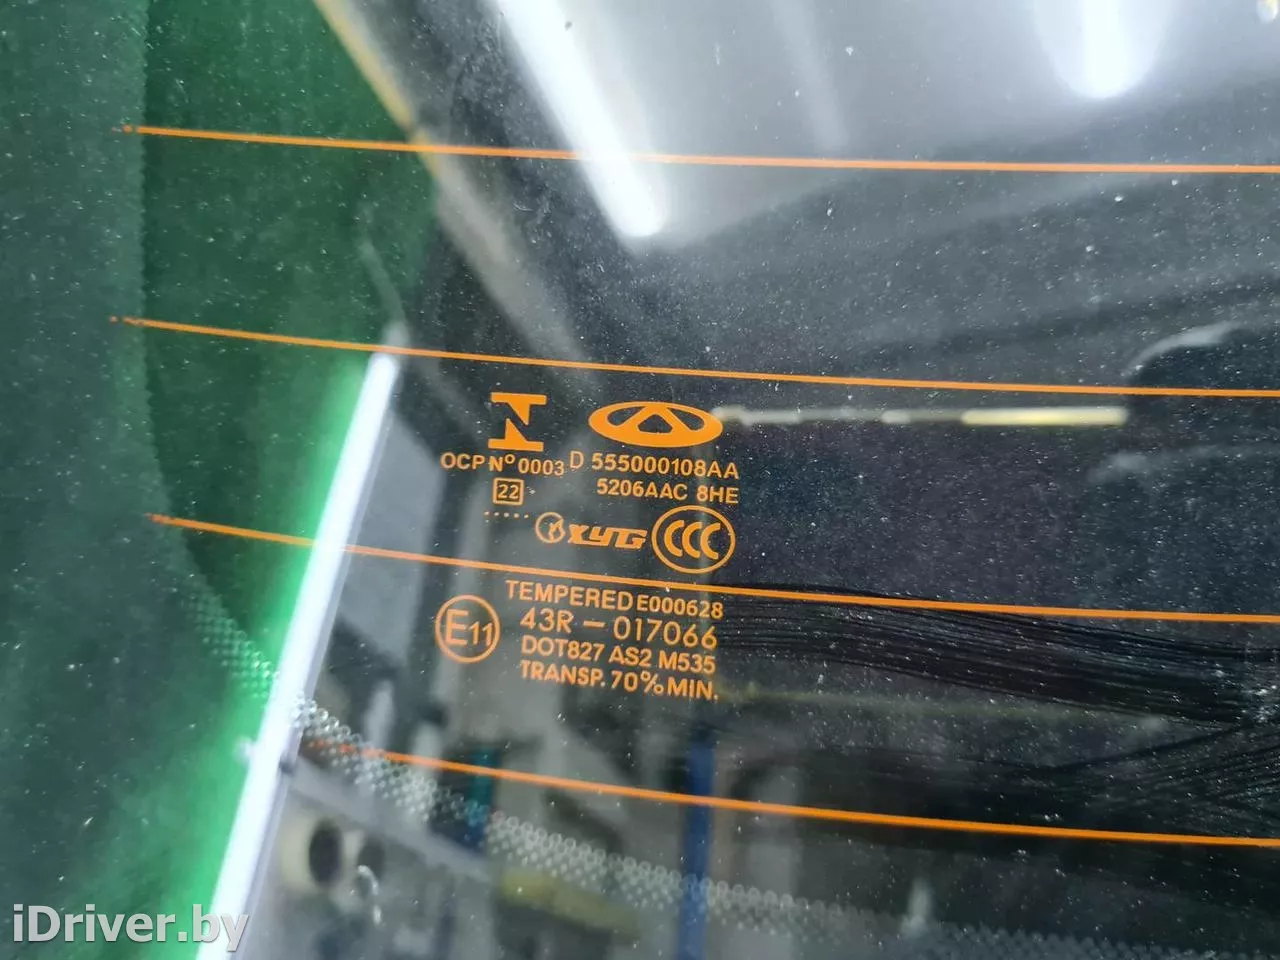 OCP Nº 0003
D 555000108AA
5206AAC 8HE
22
XYG
CCC
TEMPERED E000628
E11
43R - 017066
DOT827 AS2 M535
TRANSP. 70% MIN.
iDriver.by